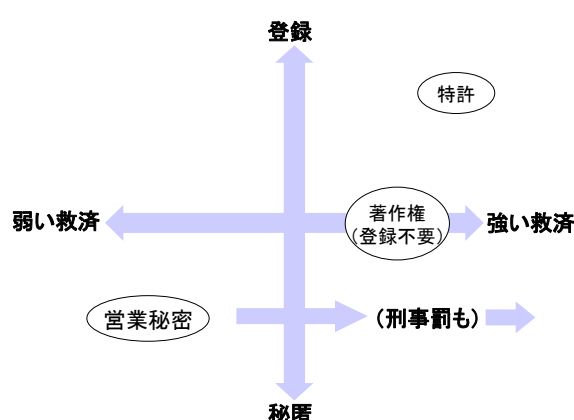 登録
特許
弱い救済
著作権
(登録不要)
強い救済
営業秘密
(刑事罰も)
秘匿